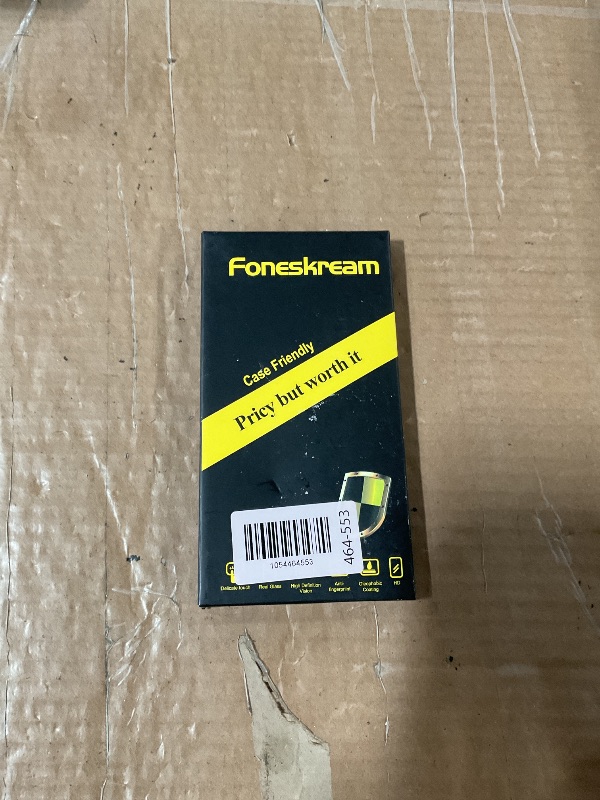 Foneskream
Case Friendly
Pricy but worth it
1054464553
464-553
Delicate touch
Real Glass
High Definition
Vision
Anti
fingerprint
Oleophobic
Coating
HD